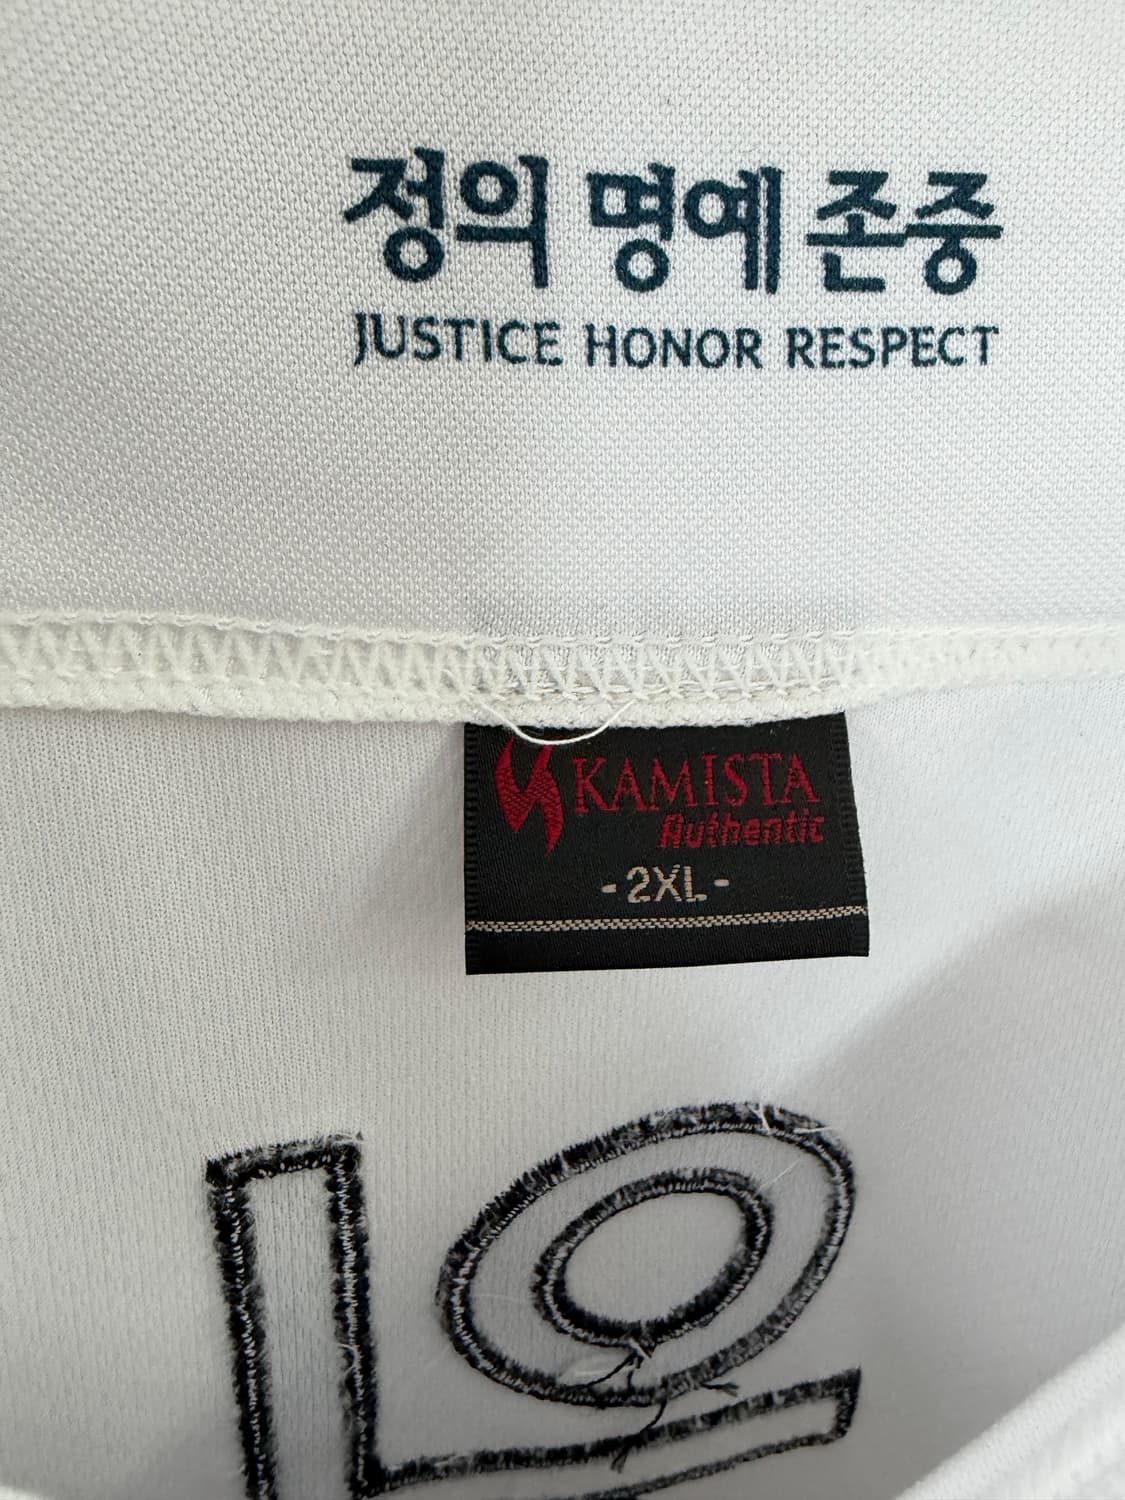 정의 명예 존중
JUSTICE HONOR RESPECT
KAMISTA
Authentic
- 2XL -